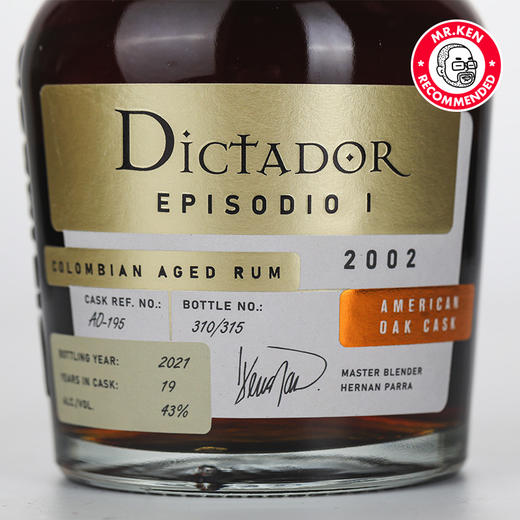 MR.KEN
RECOMMENDED
DICTADOR
EPISODIO I
COLOMBIAN AGED RUM
2002
CASK REF. NO.:
AD-195
BOTTLE NO.:
310/315
AMERICAN
OAK CASK
BOTTLING YEAR: 2021
YEARS IN CASK: 19
ALC./VOL. 43%
MASTER BLENDER
HERNAN PARRA